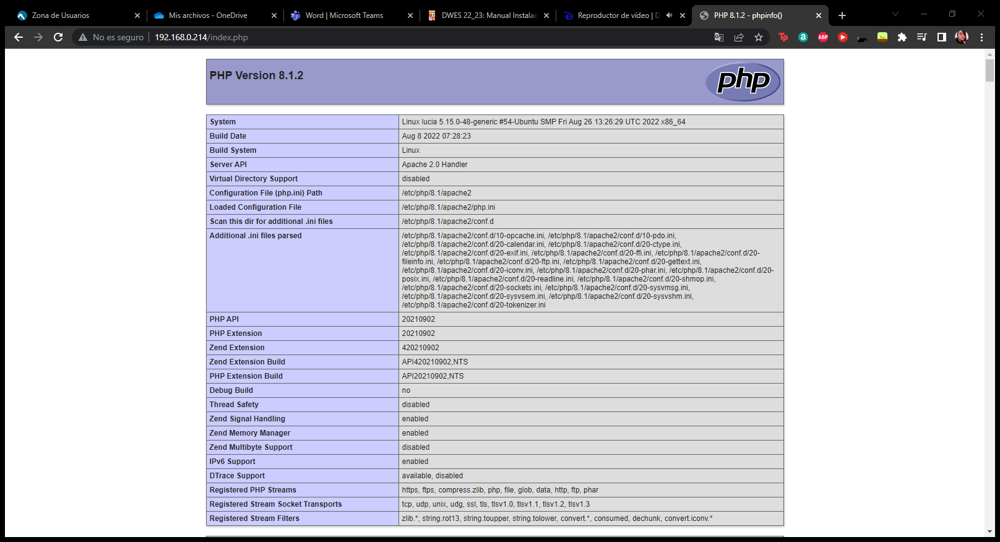 Zona de Usuarios
Mis archivos - OneDrive
Word | Microsoft Teams
DWES 22_23: Manual Instalac
Reproductor de vídeo | D
PHP 8.1.2 - phpinfo()
No es seguro | 192.168.0.214/index.php
Tp
a
ABP
PHP Version 8.1.2
php
System Linux lucia 5.15.0-48-generic #54-Ubuntu SMP Fri Aug 26 13:26:29 UTC 2022 x86_64
Build Date Aug 8 2022 07:28:23
Build System Linux
Server API Apache 2.0 Handler
Virtual Directory Support disabled
Configuration File (php.ini) Path /etc/php/8.1/apache2
Loaded Configuration File /etc/php/8.1/apache2/php.ini
Scan this dir for additional .ini files /etc/php/8.1/apache2/conf.d
Additional .ini files parsed /etc/php/8.1/apache2/conf.d/10-opcache.ini, /etc/php/8.1/apache2/conf.d/10-pdo.ini,
/etc/php/8.1/apache2/conf.d/20-calendar.ini, /etc/php/8.1/apache2/conf.d/20-ctype.ini,
/etc/php/8.1/apache2/conf.d/20-exif.ini, /etc/php/8.1/apache2/conf.d/20-ffi.ini, /etc/php/8.1/apache2/conf.d/20-
fileinfo.ini, /etc/php/8.1/apache2/conf.d/20-ftp.ini, /etc/php/8.1/apache2/conf.d/20-gettext.ini,
/etc/php/8.1/apache2/conf.d/20-iconv.ini, /etc/php/8.1/apache2/conf.d/20-phar.ini, /etc/php/8.1/apache2/conf.d/20-
posix.ini, /etc/php/8.1/apache2/conf.d/20-readline.ini, /etc/php/8.1/apache2/conf.d/20-shmop.ini,
/etc/php/8.1/apache2/conf.d/20-sockets.ini, /etc/php/8.1/apache2/conf.d/20-sysvmsg.ini,
/etc/php/8.1/apache2/conf.d/20-sysvsem.ini, /etc/php/8.1/apache2/conf.d/20-sysvshm.ini,
/etc/php/8.1/apache2/conf.d/20-tokenizer.ini
PHP API 20210902
PHP Extension 20210902
Zend Extension 420210902
Zend Extension Build API420210902,NTS
PHP Extension Build API20210902,NTS
Debug Build no
Thread Safety disabled
Zend Signal Handling enabled
Zend Memory Manager enabled
Zend Multibyte Support disabled
IPv6 Support enabled
DTrace Support available, disabled
Registered PHP Streams https, ftps, compress.zlib, php, file, glob, data, http, ftp, phar
Registered Stream Socket Transports tcp, udp, unix, udg, ssl, tls, tlsv1.0, tlsv1.1, tlsv1.2, tlsv1.3
Registered Stream Filters zlib.*, string.rot13, string.toupper, string.tolower, convert.*, consumed, dechunk, convert.iconv.*